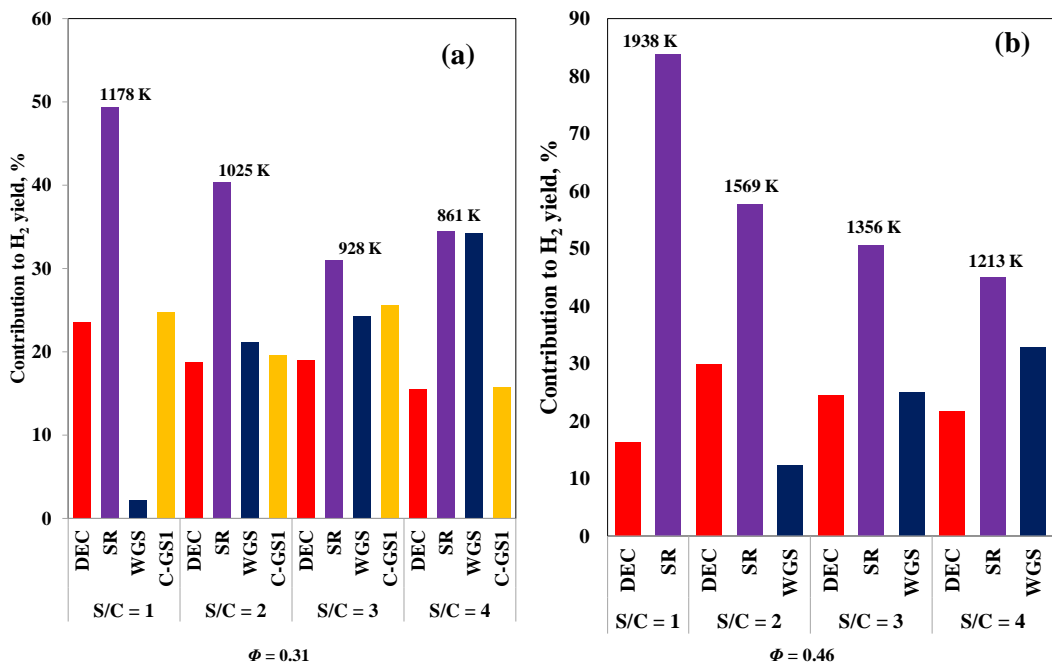 (a)
Contribution to H2 yield, %
60
50
40
30
20
10
0
1178 K
1025 K
928 K
861 K
DEC
SR
WGS
C-GS1
DEC
SR
WGS
C-GS1
DEC
SR
WGS
C-GS1
DEC
SR
WGS
C-GS1
S/C = 1
S/C = 2
S/C = 3
S/C = 4
Φ = 0.31
(b)
Contribution to H2 yield, %
90
80
70
60
50
40
30
20
10
0
1938 K
1569 K
1356 K
1213 K
DEC
SR
DEC
SR
WGS
DEC
SR
WGS
DEC
SR
WGS
S/C = 1
S/C = 2
S/C = 3
S/C = 4
Φ = 0.46